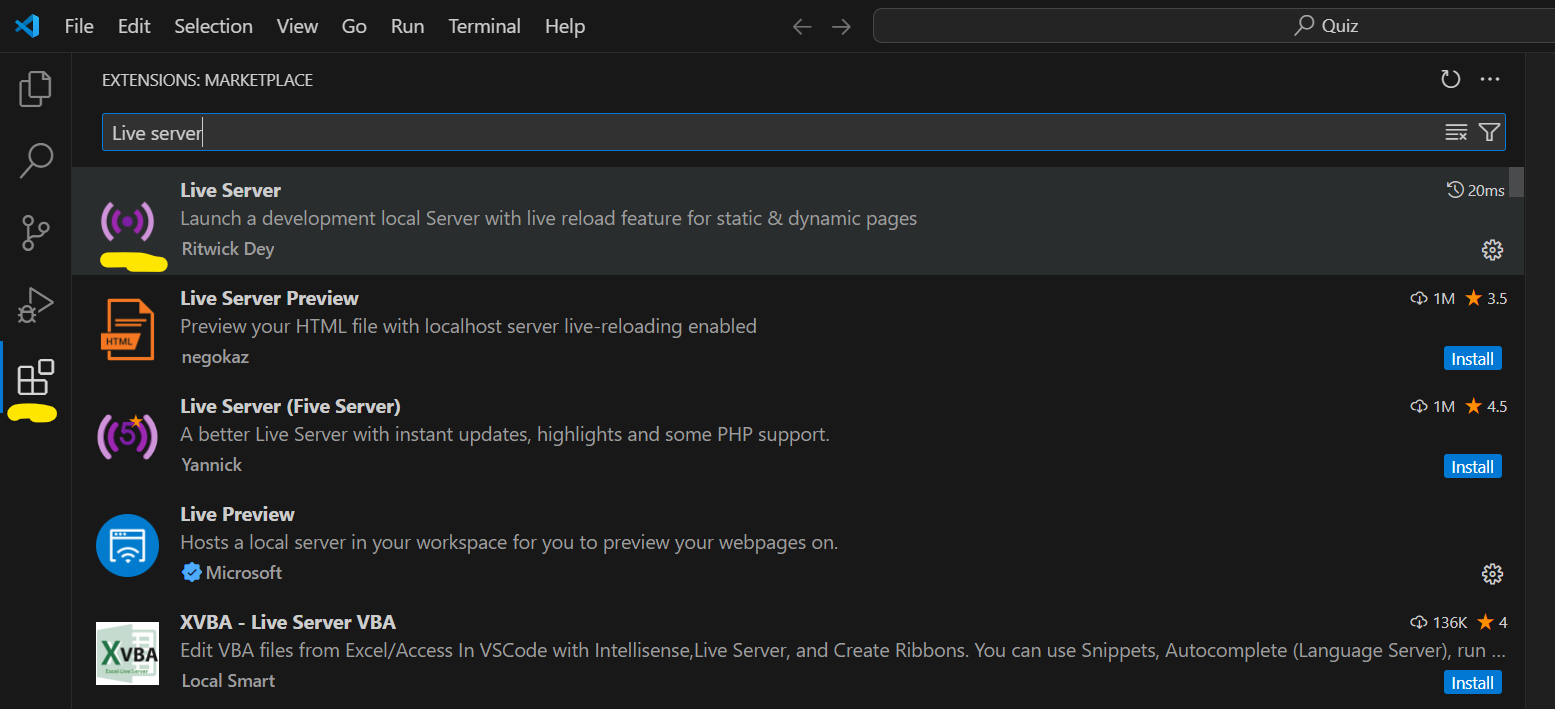 File Edit Selection View Go Run Terminal Help
Quiz
EXTENSIONS: MARKETPLACE
Live server
Live Server
20ms
Launch a development local Server with live reload feature for static & dynamic pages
Ritwick Dey
Live Server Preview
1M 3.5
Preview your HTML file with localhost server live-reloading enabled
HTML
negokaz
Install
Live Server (Five Server)
1M 4.5
5
A better Live Server with instant updates, highlights and some PHP support.
Yannick
Install
Live Preview
Hosts a local server in your workspace for you to preview your webpages on.
Microsoft
XVBA - Live Server VBA
136K 4
XVBA
Edit VBA files from Excel/Access In VSCode with Intellisense,Live Server, and Create Ribbons. You can use Snippets, Autocomplete (Language Server), run ...
Excel Live Server
Local Smart
Install